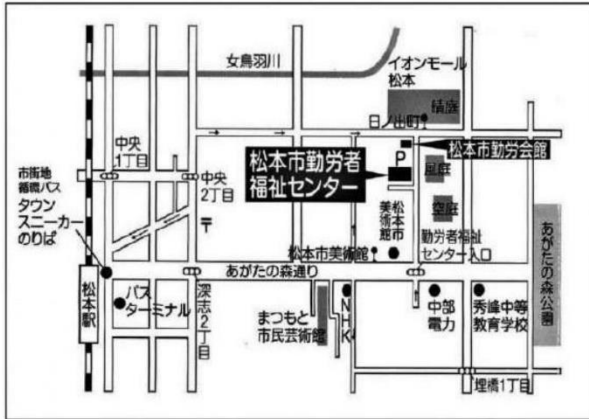 女鳥羽川
イオンモール
松本
晴庭
日ノ出町
松本市勤労会館
中央
1丁目
市街地
循環バス
タウン
スニーカー
のりば
中央
2丁目
〒
松本市勤労者
福祉センター
P
風庭
空庭
松本市
美術館
松本市美術館
勤労者福祉
センター入口
あがたの森通り
あがたの森公園
松本駅
バス
ターミナル
深志2丁目
まつもと
市民芸術館
NHK
中部
電力
秀峰中等
教育学校
埋橋1丁目